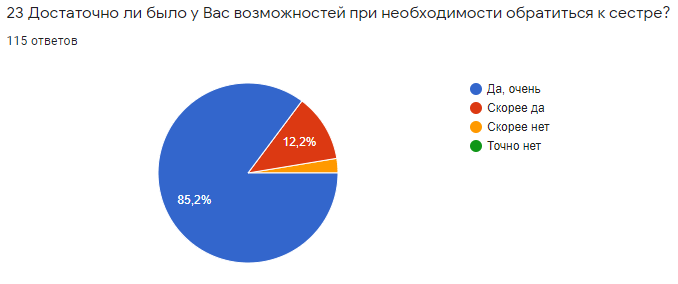 23 Достаточно ли было у Вас возможностей при необходимости обратиться к сестре?
115 ответов
Да, очень
Скорее да
Скорее нет
Точно нет
12,2%
85,2%